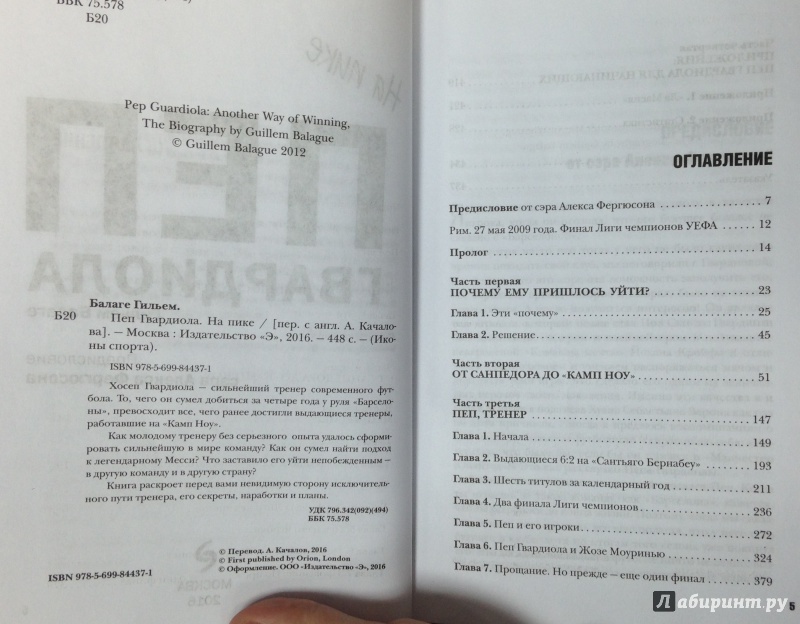 ББК 75.578
Б20
Pep Guardiola: Another Way of Winning,
The Biography by Guillem Balague
© Guillem Balague 2012
Балаге Гильем.
Б20 Пеп Гвардиола. На пике / [пер. с англ. А. Качало-
ва]. — Москва : Издательство «Э», 2016. — 448 с. — (Ико-
ны спорта).
ISBN 978-5-699-84437-1
Хосеп Гвардиола — сильнейший тренер современного фут-
бола. То, чего он сумел добиться за четыре года у руля «Барсело-
ны», превосходит все, чего ранее достигли выдающиеся тренеры,
работавшие на «Камп Ноу».
Как молодому тренеру без серьезного опыта удалось сформи-
ровать сильнейшую в мире команду? Как он сумел найти подход
к легендарному Месси? Что заставило его уйти непобежденным —
в другую команду и в другую страну?
Книга раскроет перед вами невидимую сторону исключитель-
ного пути тренера, его секреты, наработки и планы.
УДК 796.342(092)(494)
ББК 75.578
© Перевод. А. Качалов, 2016
© First published by Orion, London
© Оформление. ООО «Издательство «Э», 2016
ISBN 978-5-699-84437-1
ОГЛАВЛЕНИЕ
Предисловие от сэра Алекса Фергюсона 7
Рим. 27 мая 2009 года. Финал Лиги чемпионов УЕФА 12
Пролог 14
Часть первая
ПОЧЕМУ ЕМУ ПРИШЛОСЬ УЙТИ? 23
Глава 1. Эти «почему» 25
Глава 2. Решение 45
Часть вторая
ОТ САНПЕДОРА ДО «КАМП НОУ» 51
Часть третья
ПЕП, ТРЕНЕР 147
Глава 1. Начала 149
Глава 2. Выдающиеся 6:2 на «Сантьяго Бернабеу» 193
Глава 3. Шесть титулов за календарный год 211
Глава 4. Два финала Лиги чемпионов 236
Глава 5. Пеп и его игроки 272
Глава 6. Пеп Гвардиола и Жозе Моуринью 324
Глава 7. Прощание. Но прежде — еще один финал 379
5
Лабиринт.ру